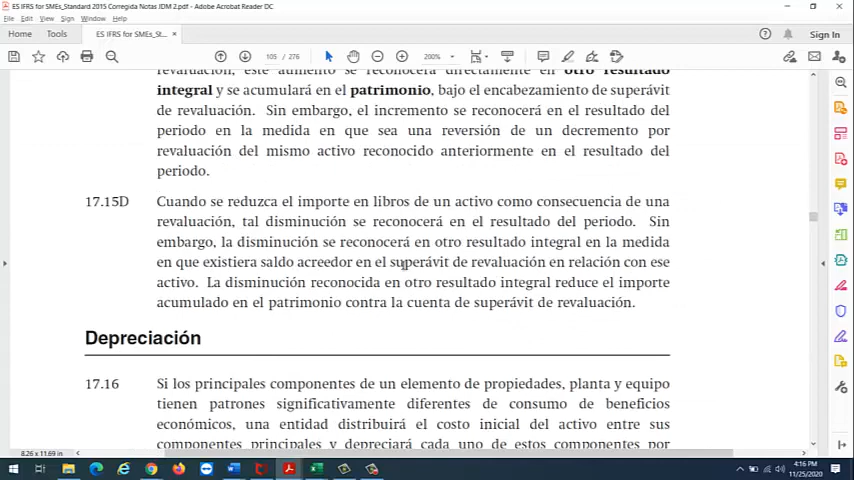 ES IFRS for SMEs_Standard 2015 Corregida Notas JDM 2.pdf - Adobe Acrobat Reader DC
File Edit View Sign Window Help
Home Tools ES IFRS for SMEs_St... × Sign In
105 / 276 200%
revaluación, este aumento se reconocerá directamente en otro resultado
integral y se acumulará en el patrimonio, bajo el encabezamiento de superávit
de revaluación. Sin embargo, el incremento se reconocerá en el resultado del
periodo en la medida en que sea una reversión de un decremento por
revaluación del mismo activo reconocido anteriormente en el resultado del
periodo.
17.15D Cuando se reduzca el importe en libros de un activo como consecuencia de una
revaluación, tal disminución se reconocerá en el resultado del periodo. Sin
embargo, la disminución se reconocerá en otro resultado integral en la medida
en que existiera saldo acreedor en el superávit de revaluación en relación con ese
activo. La disminución reconocida en otro resultado integral reduce el importe
acumulado en el patrimonio contra la cuenta de superávit de revaluación.
Depreciación
17.16 Si los principales componentes de un elemento de propiedades, planta y equipo
tienen patrones significativamente diferentes de consumo de beneficios
económicos, una entidad distribuirá el costo inicial del activo entre sus
componentes principales y depreciará cada uno de estos componentes por
8.26 x 11.69 in
4:16 PM
11/25/2020